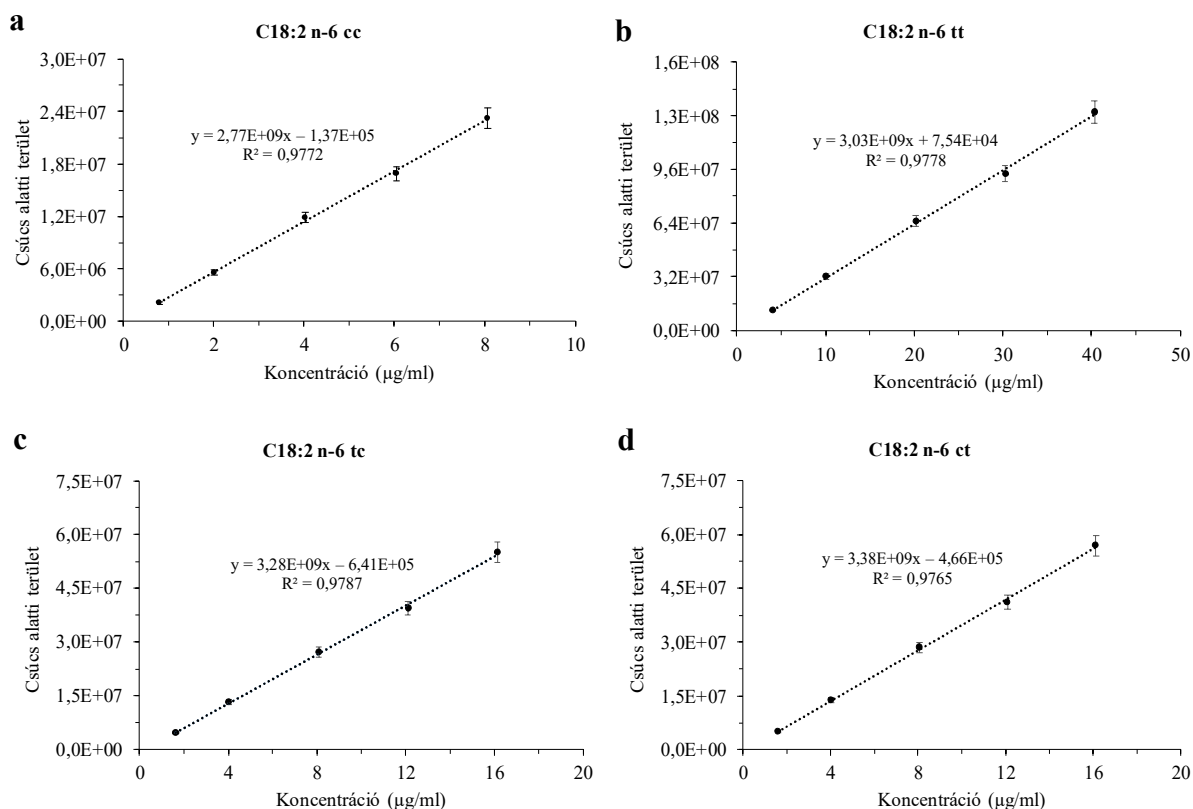 a
C18:2 n-6 cc
3,0E+07
2,4E+07
1,8E+07
1,2E+07
6,0E+06
0,0E+00
Csúcs alatti terület
y = 2,77E+09x – 1,37E+05
R² = 0,9772
0 2 4 6 8 10
Koncentráció (µg/ml)
b
C18:2 n-6 tt
1,6E+08
1,3E+08
9,6E+07
6,4E+07
3,2E+07
0,0E+00
Csúcs alatti terület
y = 3,03E+09x + 7,54E+04
R² = 0,9778
0 10 20 30 40 50
Koncentráció (µg/ml)
c
C18:2 n-6 tc
7,5E+07
6,0E+07
4,5E+07
3,0E+07
1,5E+07
0,0E+00
Csúcs alatti terület
y = 3,28E+09x – 6,41E+05
R² = 0,9787
0 4 8 12 16 20
Koncentráció (µg/ml)
d
C18:2 n-6 ct
7,5E+07
6,0E+07
4,5E+07
3,0E+07
1,5E+07
0,0E+00
Csúcs alatti terület
y = 3,38E+09x – 4,66E+05
R² = 0,9765
0 4 8 12 16 20
Koncentráció (µg/ml)